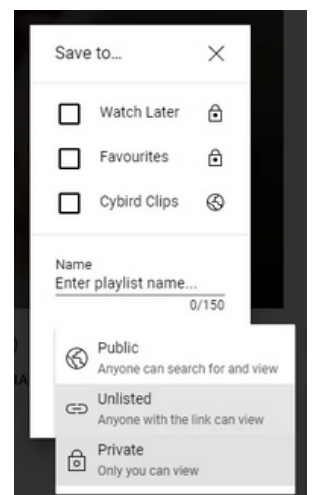 Save to...
Watch Later
Favourites
Cybird Clips
Name
Enter playlist name...
0/150
Public
Anyone can search for and view
Unlisted
Anyone with the link can view
Private
Only you can view